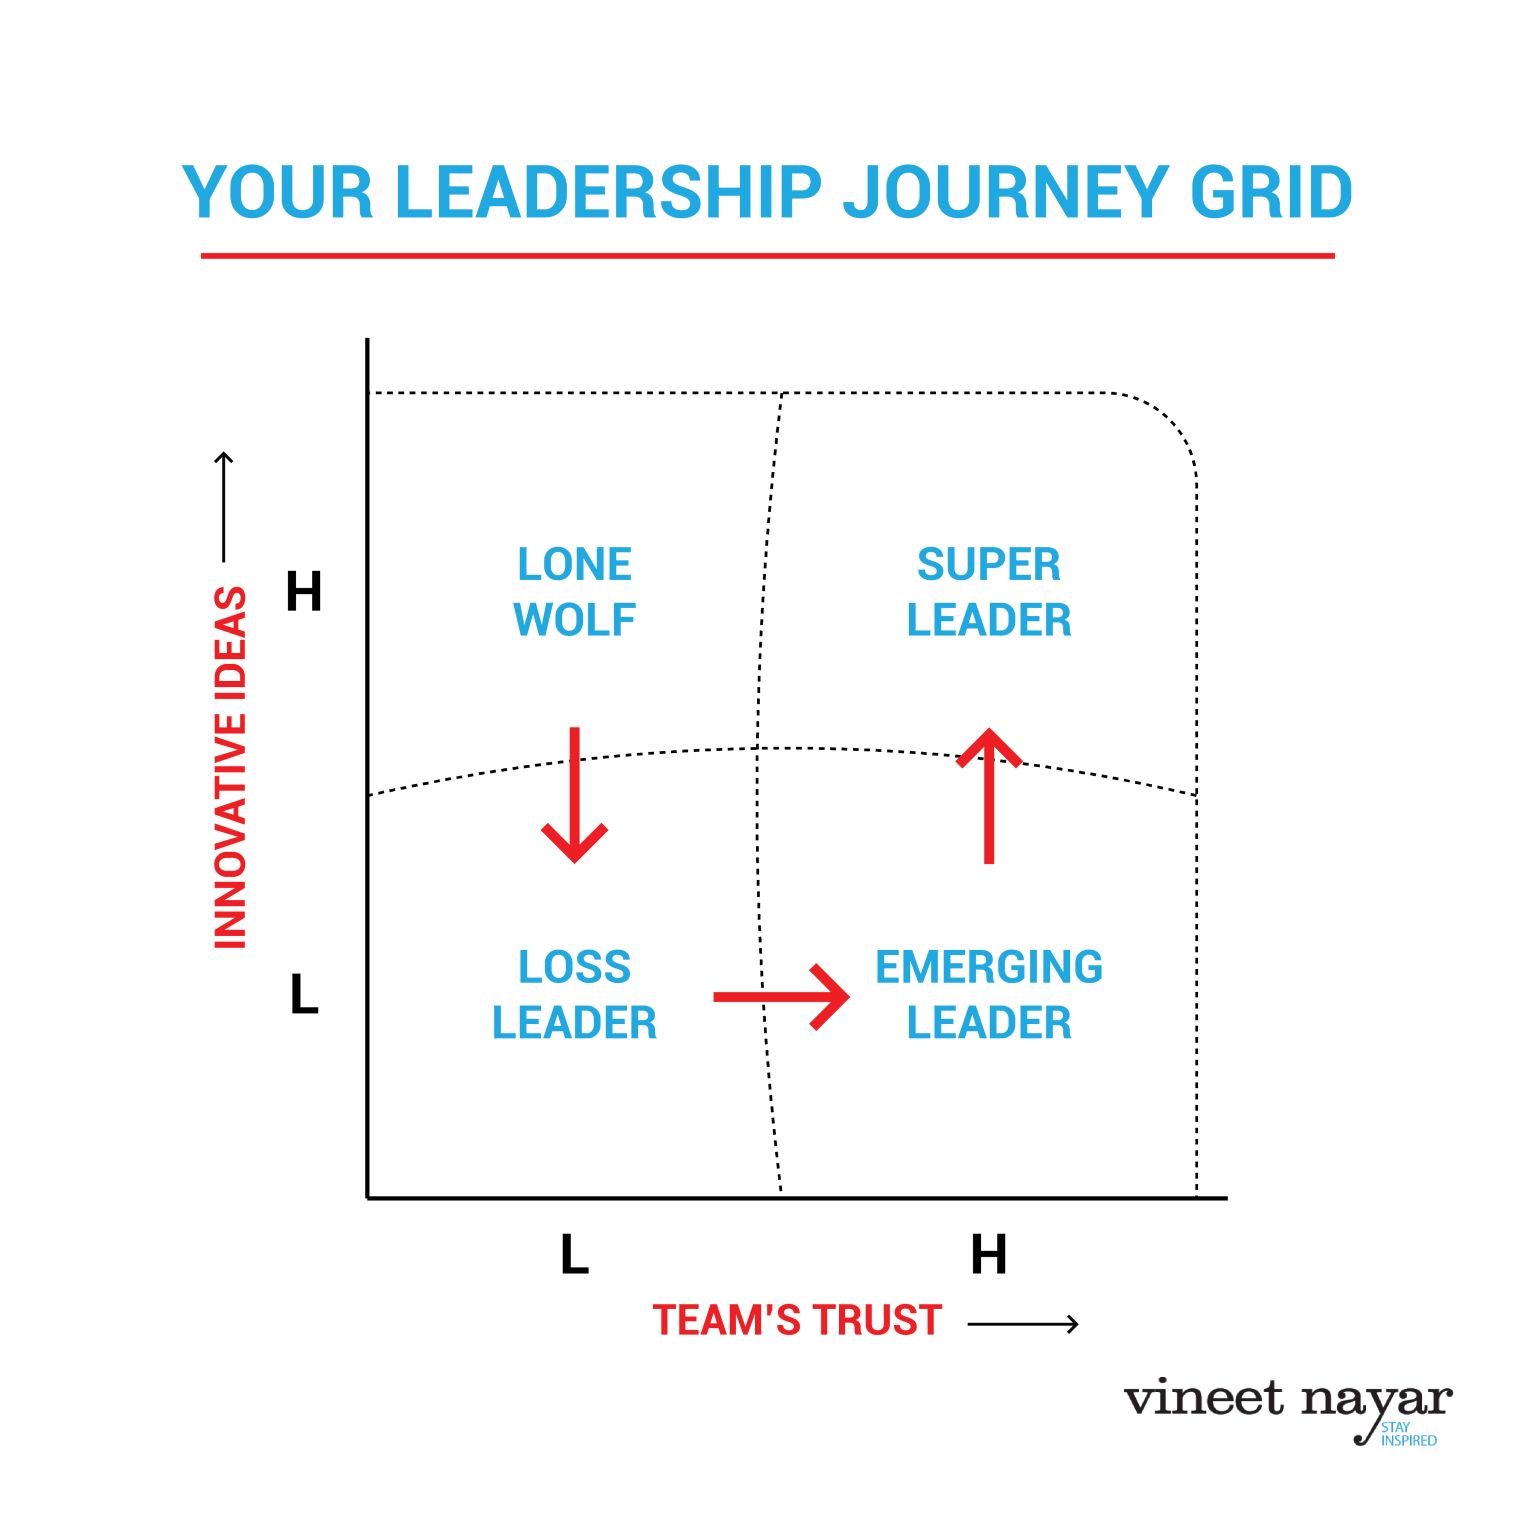 YOUR LEADERSHIP JOURNEY GRID
INNOVATIVE IDEAS
H
L
LONE
WOLF
SUPER
LEADER
LOSS
LEADER
EMERGING
LEADER
L
H
TEAM'S TRUST
vineet nayar
STAY
INSPIRED